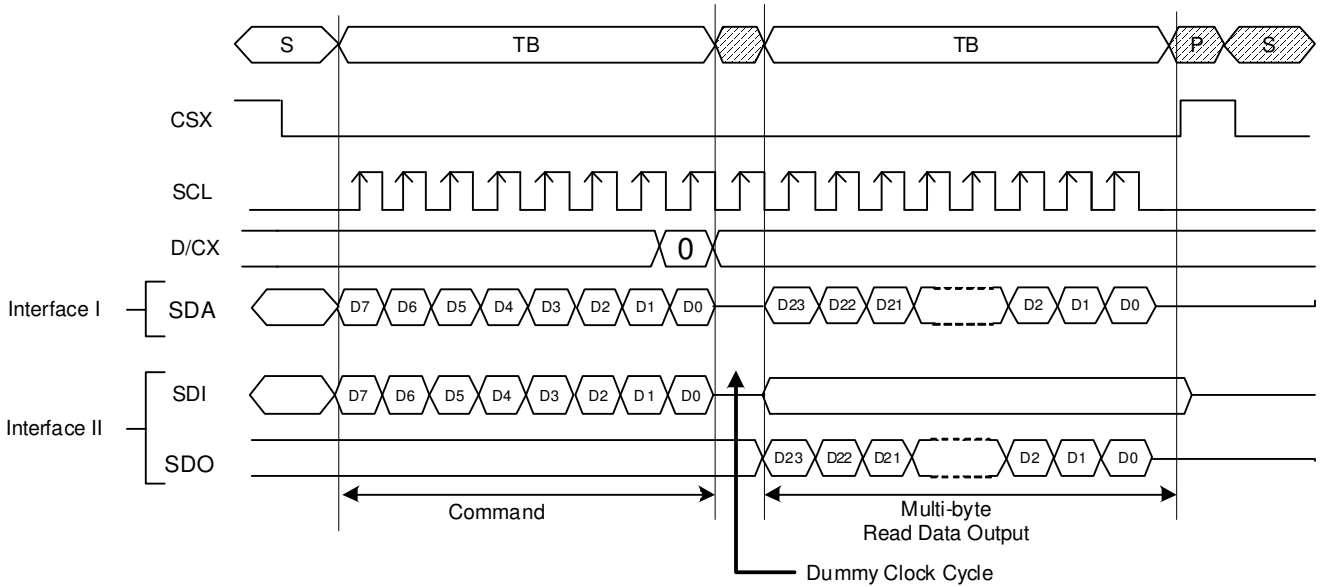 S TB TB P S
CSX
SCL
D/CX 0
Interface I SDA D7 D6 D5 D4 D3 D2 D1 D0 D23 D22 D21 D2 D1 D0
SDI D7 D6 D5 D4 D3 D2 D1 D0
Interface II
SDO D23 D22 D21 D2 D1 D0
Command
Multi-byte
Read Data Output
Dummy Clock Cycle